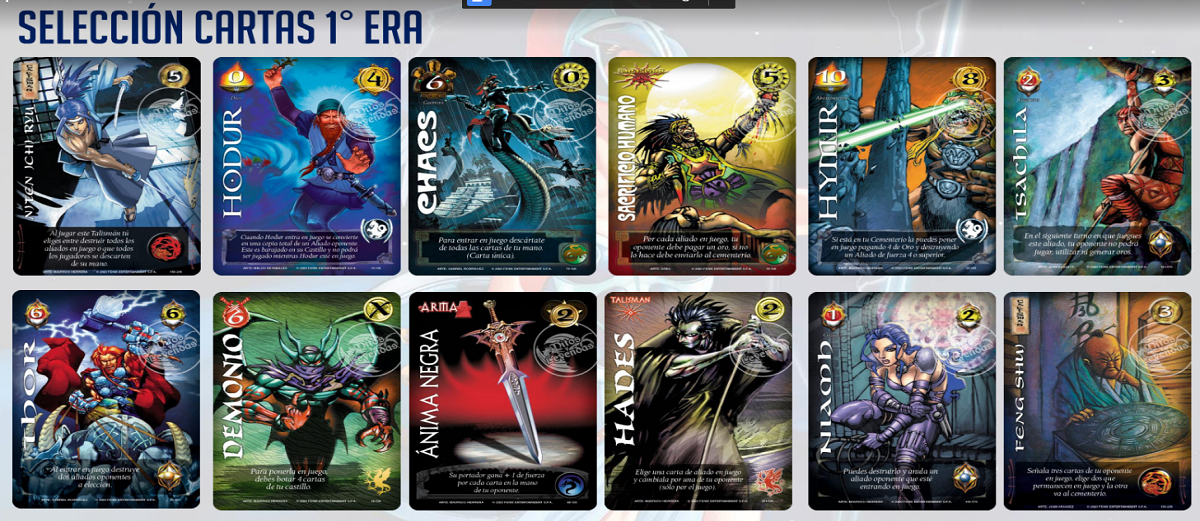 SELECCIÓN CARTAS 1° ERA
NITEN ICHI RYU
5
Al jugar este Talismán tú
eliges entre destruir todos los
aliados en juego o que todos
los jugadores se descarten
de su mano.
HODUR
0
4
Cuando Hodur entra en juego se convierte
en una copia total de un Aliado oponente
Este es barajado en su Castillo y no podrá
ser jugado mientras Hodur esté en juego.
CHAES
6
0
Para entrar en juego descártate
de todas las cartas de tu mano.
(Carta única).
SACRIFICIO HUMANO
5
Por cada aliado en juego, tu
oponente debe pagar un oro, si no
lo hace debe enviarlo al cementerio.
HYMIR
10
8
Si está en tu Cementerio la puedes poner
en juego pagando 4 de Oro y destruyendo
un Aliado de fuerza 4 o superior.
TSACHILA
2
3
En el siguiente turno en que juegues
este aliado, tu oponente no podrá
jugar, utilizar ni generar oros.
THOR
6
6
Al entrar en juego destruye
dos aliados oponentes
a elección.
DEMONIO
6
X
Para ponerla en juego,
debes botar 4 cartas
de tu castillo.
ARMA
ÁNIMA NEGRA
2
Su portador gana + 1 de fuerza
por cada carta en la mano
de tu oponente.
TALISMAN
HADES
2
Elige una carta de aliado en juego
y cámbiala por una de tu oponente
(sólo por el juego).
NIAMH
1
2
Puedes destruirlo y anula un
aliado oponente que esté
entrando en juego.
FENG SHUI
3
Señala tres cartas de tu oponente
en juego, elige dos que
permanecen en juego y la otra
va al cementerio.